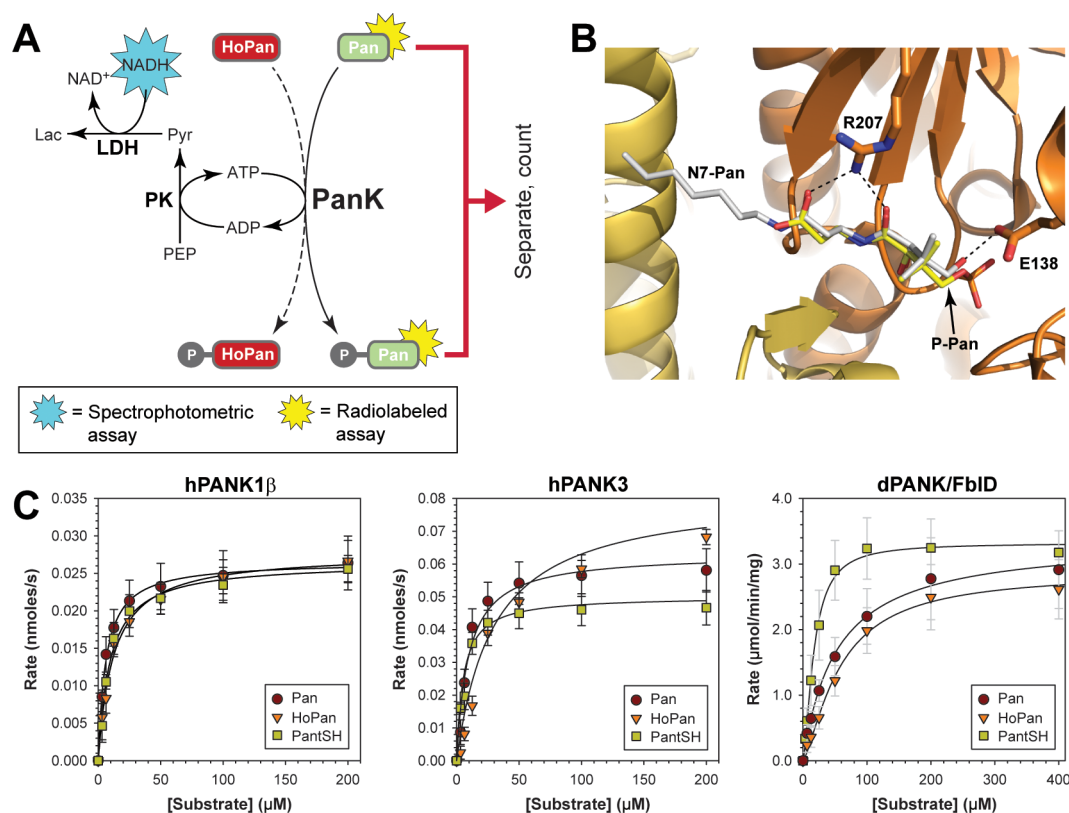 A
NADH
NAD+
Lac
LDH
Pyr
PK
ATP
ADP
PEP
PanK
HoPan
Pan
P
HoPan
P
Pan
Separate, count
= Spectrophotometric
assay
= Radiolabeled
assay
B
R207
N7-Pan
E138
P-Pan
C
hPANK1β
Rate (nmoles/s)
0.035
0.030
0.025
0.020
0.015
0.010
0.005
0.000
0
50
100
150
200
[Substrate] (µM)
Pan
HoPan
PantSH
hPANK3
Rate (nmoles/s)
0.08
0.07
0.06
0.05
0.04
0.03
0.02
0.01
0.00
0
50
100
150
200
[Substrate] (µM)
Pan
HoPan
PantSH
dPANK/FblD
Rate (µmol/min/mg)
4.0
3.0
2.0
1.0
0.0
0
100
200
300
400
[Substrate] (µM)
Pan
HoPan
PantSH